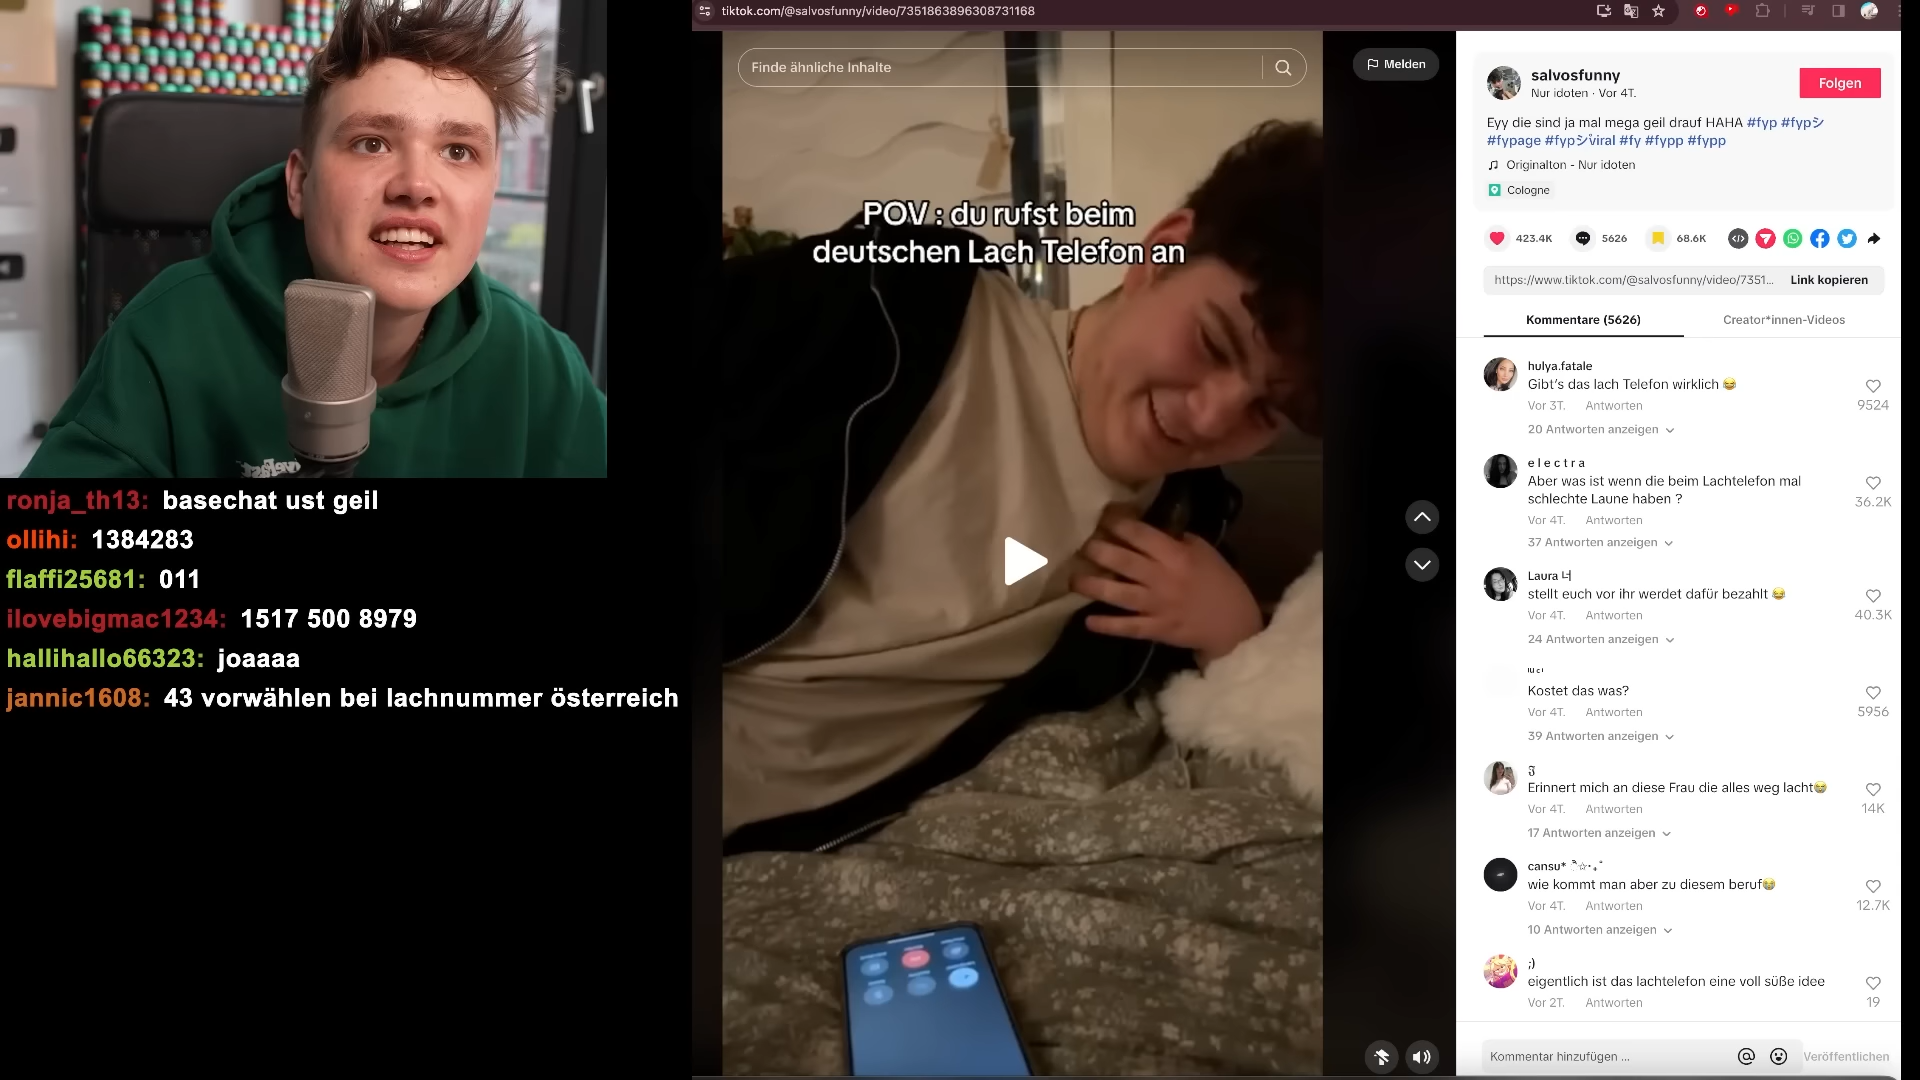 tiktok.com/@salvosfunny/video/7351863896308731168
Finde ähnliche Inhalte
Melden
POV : du rufst beim
deutschen Lach Telefon an
ronja_th13: basechat ust geil
ollihi: 1384283
flaffi25681: 011
ilovebigmac1234: 1517 500 8979
hallihallo66323: joaaaa
jannic1608: 43 vorwählen bei lachnummer österreich
salvosfunny
Nur idoten · Vor 4T.
Folgen
Eyy die sind ja mal mega geil drauf HAHA #fyp #fypシ
#fypage #fypシ゚viral #fy #fypp #fypp
Originalton - Nur idoten
Cologne
423.4K 5626 68.6K
https://www.tiktok.com/@salvosfunny/video/7351... Link kopieren
Kommentare (5626) Creator*innen-Videos
hulya.fatale
Gibt's das lach Telefon wirklich 😂
Vor 3T. Antworten 9524
20 Antworten anzeigen
e l e c t r a
Aber was ist wenn die beim Lachtelefon mal
schlechte Laune haben ?
Vor 4T. Antworten 36.2K
37 Antworten anzeigen
Laura 너
stellt euch vor ihr werdet dafür bezahlt 😂
Vor 4T. Antworten 40.3K
24 Antworten anzeigen
Kostet das was?
Vor 4T. Antworten 5956
39 Antworten anzeigen
Erinnert mich an diese Frau die alles weg lacht😂
Vor 4T. Antworten 14K
17 Antworten anzeigen
cansu*
wie kommt man aber zu diesem beruf😭
Vor 4T. Antworten 12.7K
10 Antworten anzeigen
;)
eigentlich ist das lachtelefon eine voll süße idee
Vor 2T. Antworten 19
Kommentar hinzufügen ... Veröffentlichen